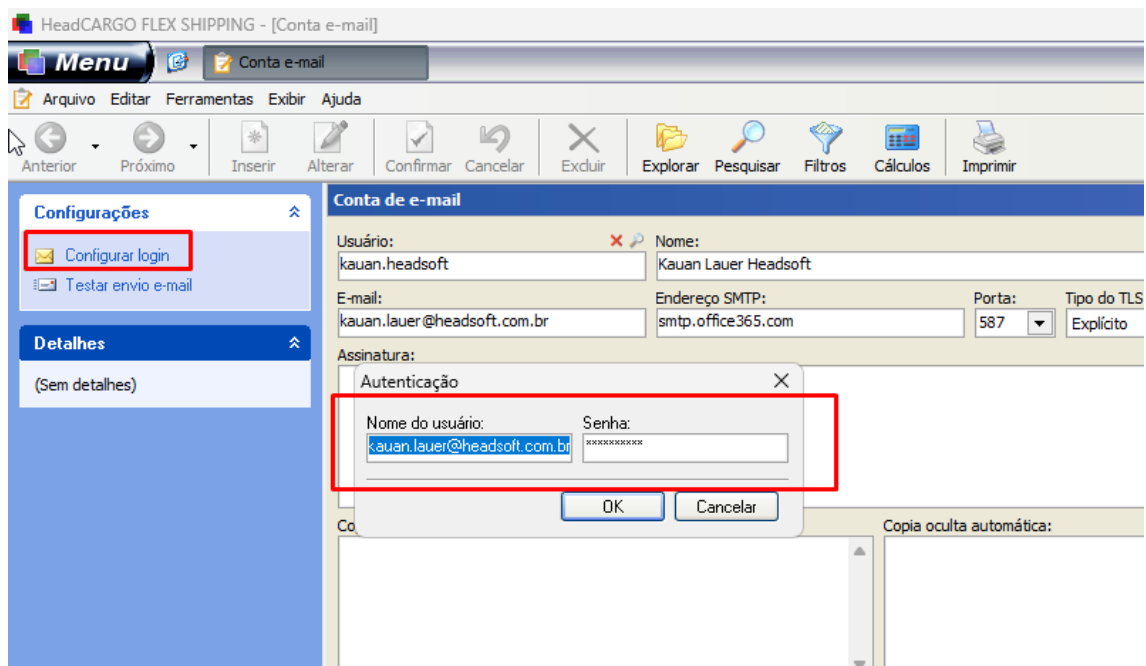 HeadCARGO FLEX SHIPPING - [Conta e-mail]
Menu Conta e-mail
Arquivo Editar Ferramentas Exibir Ajuda
Anterior Próximo Inserir Alterar Confirmar Cancelar Excluir Explorar Pesquisar Filtros Cálculos Imprimir
Configurações
Configurar login
Testar envio e-mail
Detalhes
(Sem detalhes)
Conta de e-mail
Usuário: Nome:
kauan.headsoft Kauan Lauer Headsoft
E-mail: Endereço SMTP: Porta: Tipo do TLS
kauan.lauer@headsoft.com.br smtp.office365.com 587 Explícito
Assinatura:
Autenticação
Nome do usuário: Senha:
kauan.lauer@headsoft.com.br **********
OK Cancelar
Co Copia oculta automática: